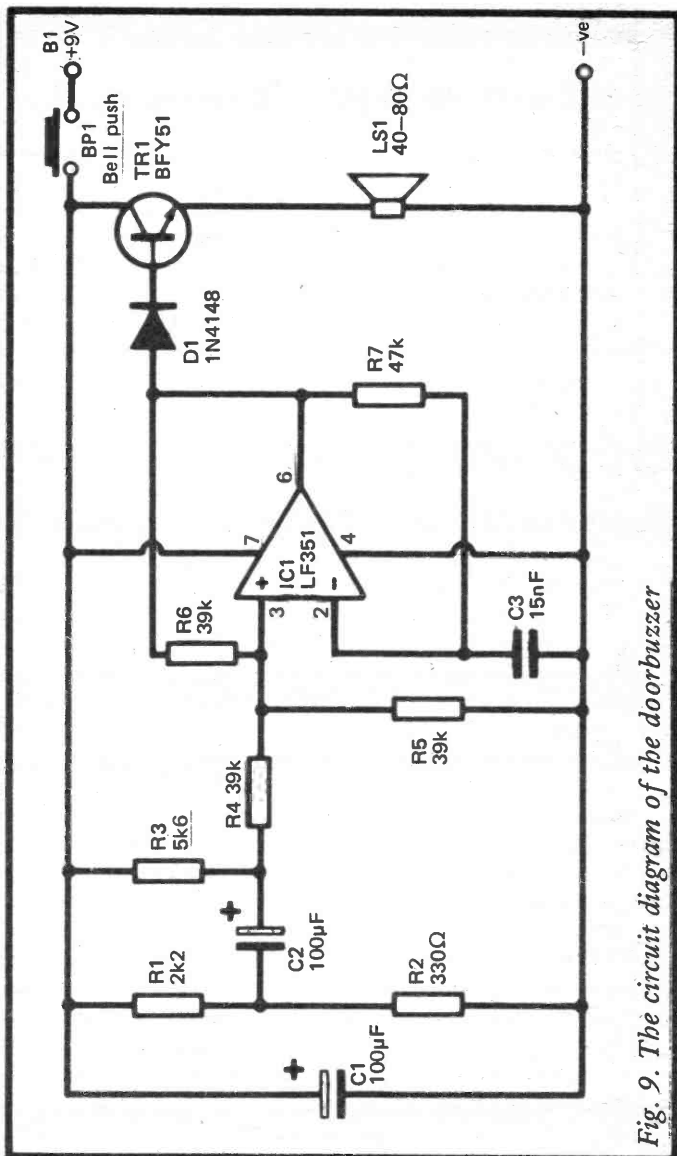 B1
+9V
BP1
Bell push
TR1
BFY51
D1
1N4148
LS1
40–80Ω
–ve
R7
47k
6
7
IC1
LF351
4
+
–
3
2
R6
39k
C3
15nF
R5
39k
R4 39k
R3
5k6
+
C2
100µF
R1
2k2
R2
330Ω
+
C1
100µF
Fig. 9. The circuit diagram of the doorbuzzer